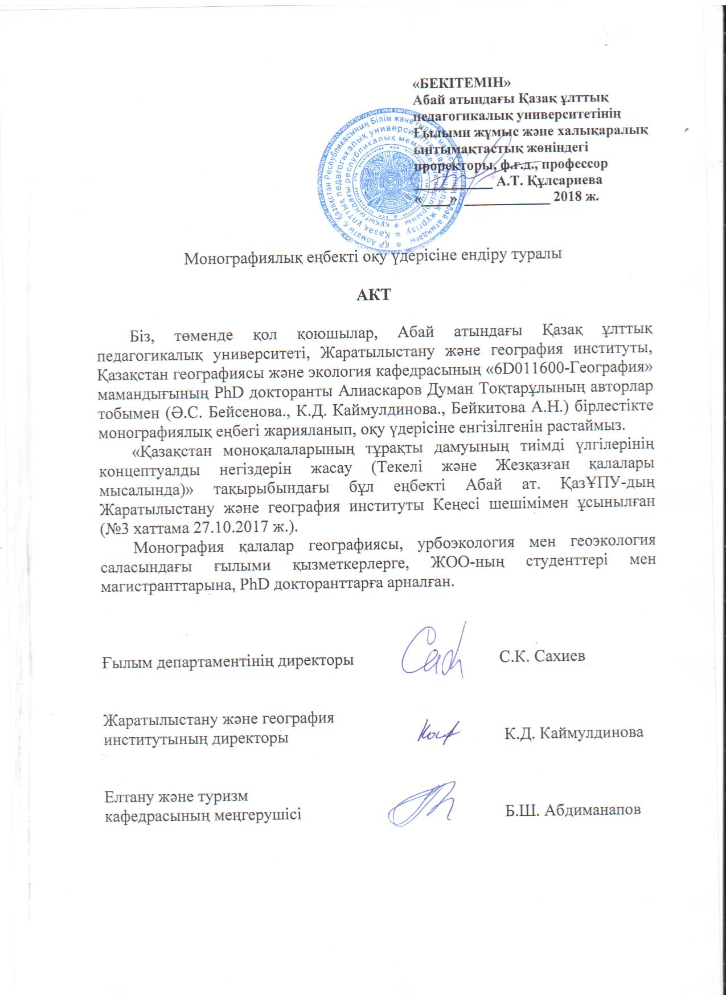 «БЕКІТЕМІН»
Абай атындағы Қазақ ұлттық
педагогикалық университетінің
Ғылыми жұмыс және халықаралық
ынтымақтастық жөніндегі
проректоры, ф.ғ.д., профессор
__________ А.Т. Құлсариева
«____» ___________ 2018 ж.
Монографиялық еңбекті оқу үдерісіне ендіру туралы
АКТ
Біз, төменде қол қоюшылар, Абай атындағы Қазақ ұлттық
педагогикалық университеті, Жаратылыстану және география институты,
Қазақстан географиясы және экология кафедрасының «6D011600-География»
мамандығының PhD докторанты Алиаскаров Думан Тоқтарұлының авторлар
тобымен (Ә.С. Бейсенова., К.Д. Каймулдинова., Бейкитова А.Н.) бірлестікте
монографиялық еңбегі жарияланып, оқу үдерісіне енгізілгенін растаймыз.
«Қазақстан моноқалаларының тұрақты дамуының тиімді үлгілерінің
концептуалды негіздерін жасау (Текелі және Жезқазған қалалары
мысалында)» тақырыбындағы бұл еңбекті Абай ат. ҚазҰПУ-дың
Жаратылыстану және география институты Кеңесі шешімімен ұсынылған
(№3 хаттама 27.10.2017 ж.).
Монография қалалар географиясы, урбоэкология мен геоэкология
саласындағы ғылыми қызметкерлерге, ЖОО-ның студенттері мен
магистранттарына, PhD докторанттарға арналған.
Ғылым департаментінің директоры С.К. Сахиев
Жаратылыстану және география
институтының директоры К.Д. Каймулдинова
Елтану және туризм
кафедрасының меңгерушісі Б.Ш. Абдиманапов